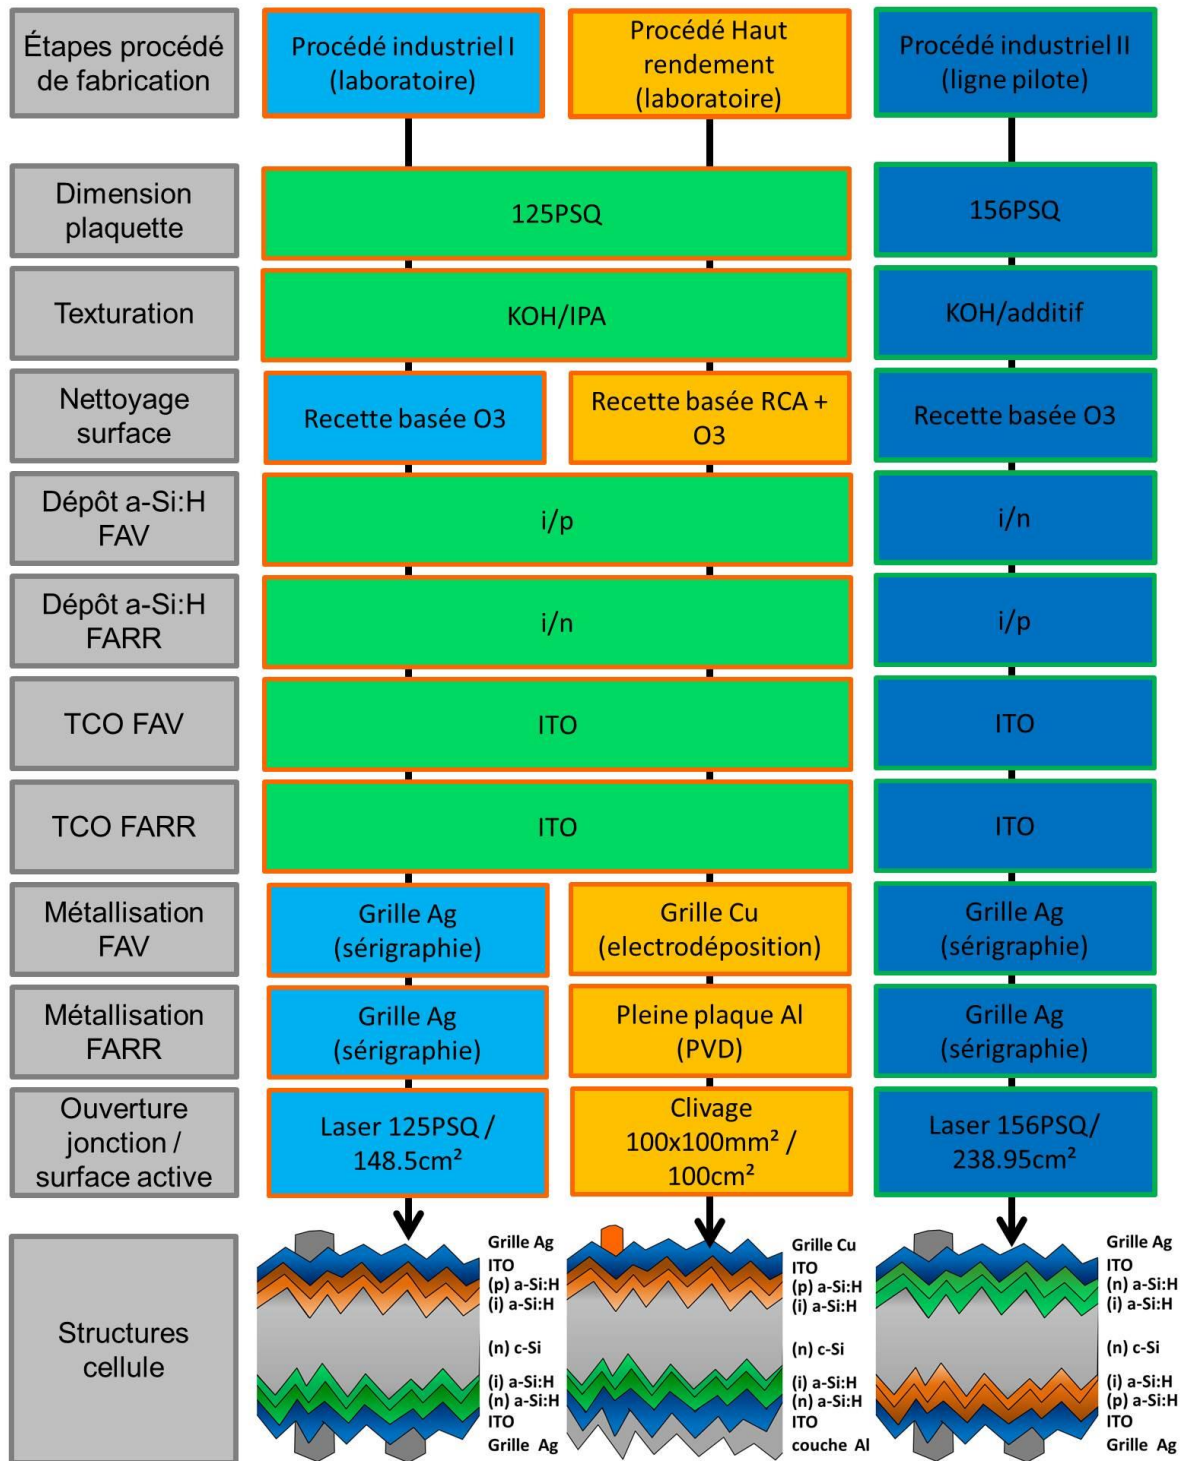 Étapes procédé
de fabrication
Procédé industriel I
(laboratoire)
Procédé Haut
rendement
(laboratoire)
Procédé industriel II
(ligne pilote)
Dimension
plaquette
125PSQ
156PSQ
Texturation
KOH/IPA
KOH/additif
Nettoyage
surface
Recette basée O3
Recette basée RCA +
O3
Recette basée O3
Dépôt a-Si:H
FAV
i/p
i/n
Dépôt a-Si:H
FARR
i/n
i/p
TCO FAV
ITO
ITO
TCO FARR
ITO
ITO
Métallisation
FAV
Grille Ag
(sérigraphie)
Grille Cu
(electrodéposition)
Grille Ag
(sérigraphie)
Métallisation
FARR
Grille Ag
(sérigraphie)
Pleine plaque Al
(PVD)
Grille Ag
(sérigraphie)
Ouverture
jonction /
surface active
Laser 125PSQ /
148.5cm²
Clivage
100x100mm² /
100cm²
Laser 156PSQ/
238.95cm²
Structures
cellule
Grille Ag
ITO
(p) a-Si:H
(i) a-Si:H
(n) c-Si
(i) a-Si:H
(n) a-Si:H
ITO
Grille Ag
Grille Cu
ITO
(p) a-Si:H
(i) a-Si:H
(n) c-Si
(i) a-Si:H
(n) a-Si:H
ITO
couche Al
Grille Ag
ITO
(n) a-Si:H
(i) a-Si:H
(n) c-Si
(i) a-Si:H
(p) a-Si:H
ITO
Grille Ag